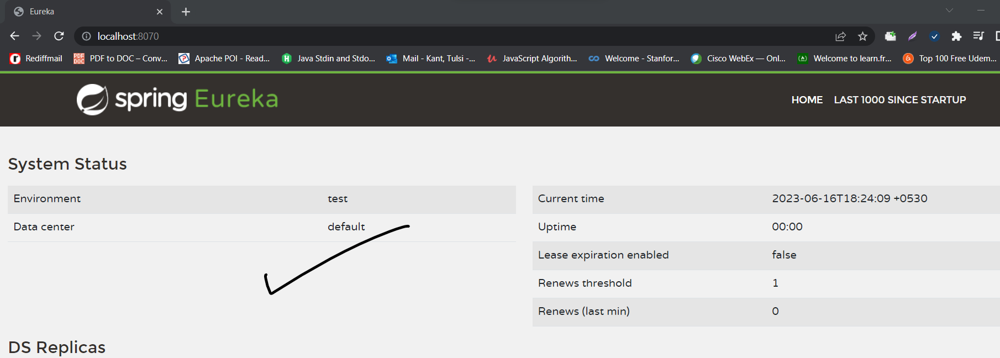 Eureka
localhost:8070
Rediffmail PDF to DOC – Conv... Apache POI - Read... Java Stdin and Stdo... Mail - Kant, Tulsi -... JavaScript Algorith... Welcome - Stanfor... Cisco WebEx — Onl... Welcome to learn.fr... Top 100 Free Udem...
spring Eureka
HOME LAST 1000 SINCE STARTUP
System Status
Environment test
Data center default
Current time 2023-06-16T18:24:09 +0530
Uptime 00:00
Lease expiration enabled false
Renews threshold 1
Renews (last min) 0
DS Replicas